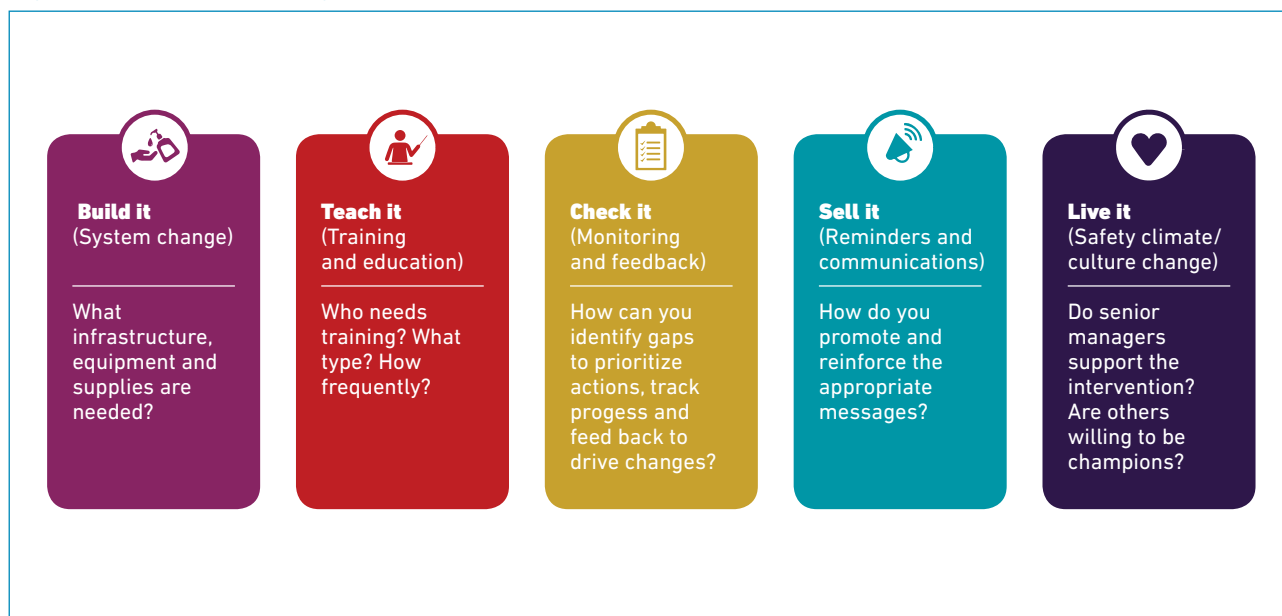 Build it
(System change)
What
infrastructure,
equipment and
supplies are
needed?
Teach it
(Training
and education)
Who needs
training? What
type? How
frequently?
Check it
(Monitoring
and feedback)
How can you
identify gaps
to prioritize
actions, track
progess and
feed back to
drive changes?
Sell it
(Reminders and
communications)
How do you
promote and
reinforce the
appropriate
messages?
Live it
(Safety climate/
culture change)
Do senior
managers
support the
intervention?
Are others
willing to be
champions?